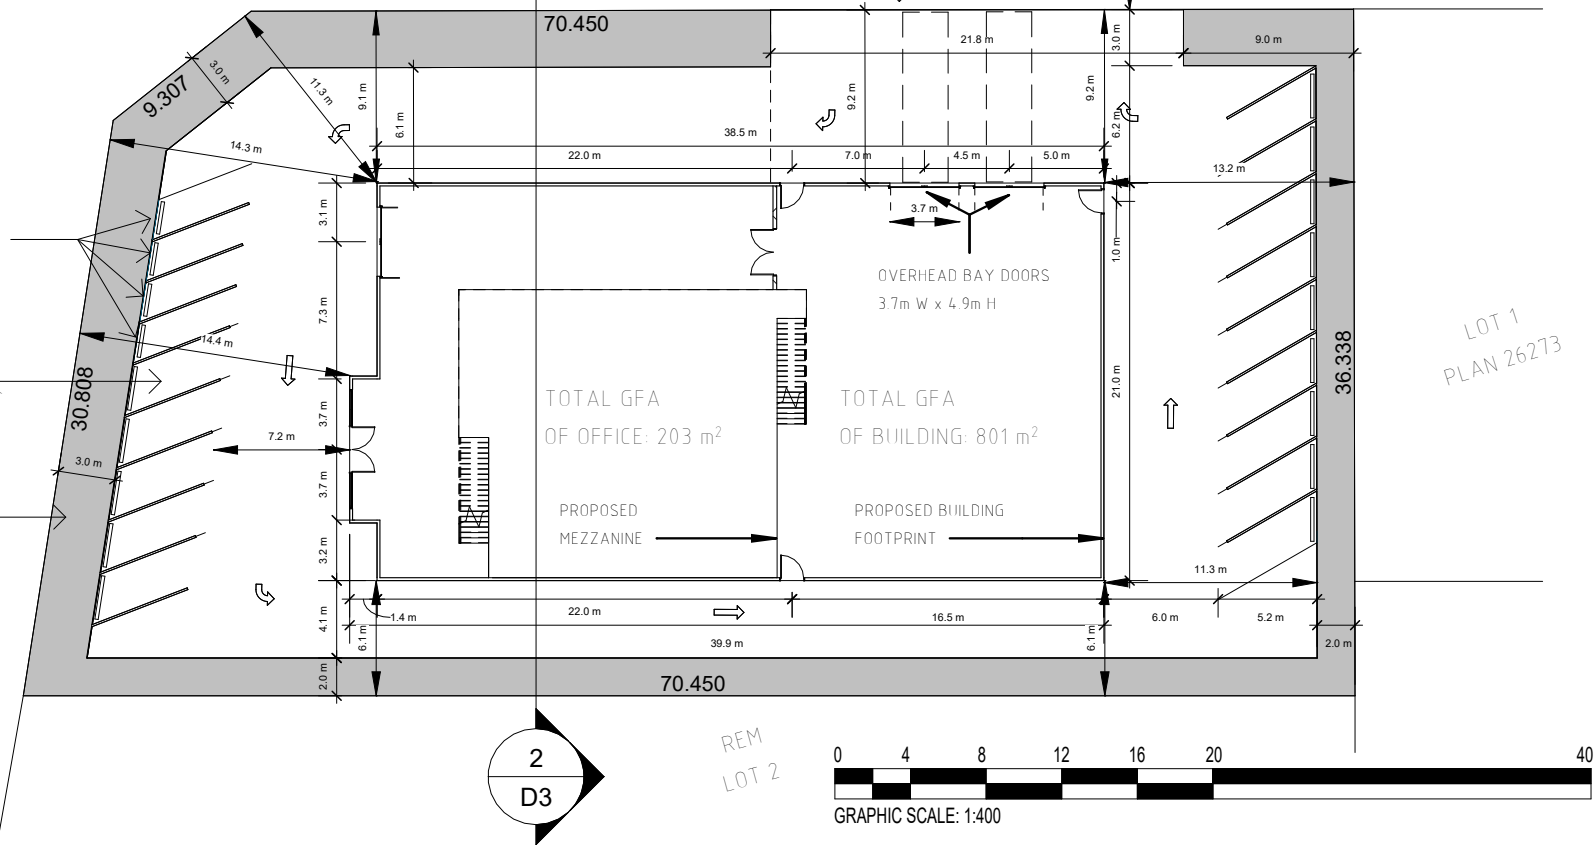 70.450
21.8 m
3.0 m
9.0 m
9.307
3.0 m
11.3 m
9.1 m
6.1 m
9.2 m
9.2 m
6.2 m
14.3 m
38.5 m
22.0 m
7.0 m
4.5 m
5.0 m
13.2 m
3.1 m
3.7 m
1.0 m
OVERHEAD BAY DOORS
3.7m W x 4.9m H
7.3 m
14.4 m
LOT 1
PLAN 26273
36.338
30.808
21.0 m
TOTAL GFA
OF OFFICE: 203 m²
TOTAL GFA
OF BUILDING: 801 m²
3.7 m
7.2 m
3.0 m
3.7 m
PROPOSED
MEZZANINE
PROPOSED BUILDING
FOOTPRINT
3.2 m
11.3 m
4.1 m
1.4 m
22.0 m
16.5 m
6.0 m
5.2 m
6.1 m
39.9 m
6.1 m
2.0 m
2.0 m
70.450
2
D3
REM
LOT 2
0 4 8 12 16 20 40
GRAPHIC SCALE: 1:400